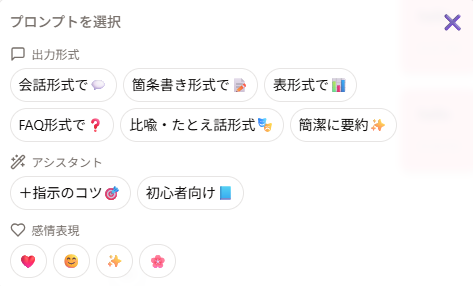 プロンプトを選択
出力形式
会話形式で💬 箇条書き形式で📝 表形式で📊
FAQ形式で❓ 比喩・たとえ話形式🎭 簡潔に要約✨
アシスタント
＋指示のコツ🎯 初心者向け📘
感情表現
❤️ 😊 ✨ 🌸